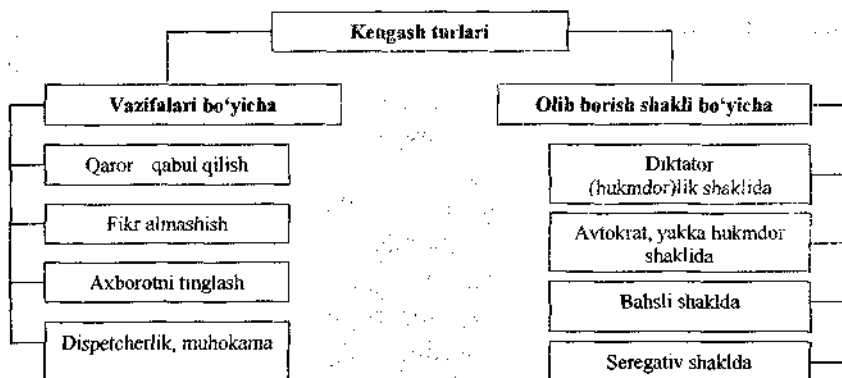 Kengash turlari
Vazifalari bo‘yicha
Qaror qabul qilish
Fikr almashish
Axborotni tinglash
Dispetcherlik, muhokama
Olib borish shakli bo‘yicha
Diktator
(hukmdor)lik shaklida
Avtokrat, yakka hukmdor
shaklida
Bahsli shaklda
Seregativ shaklda